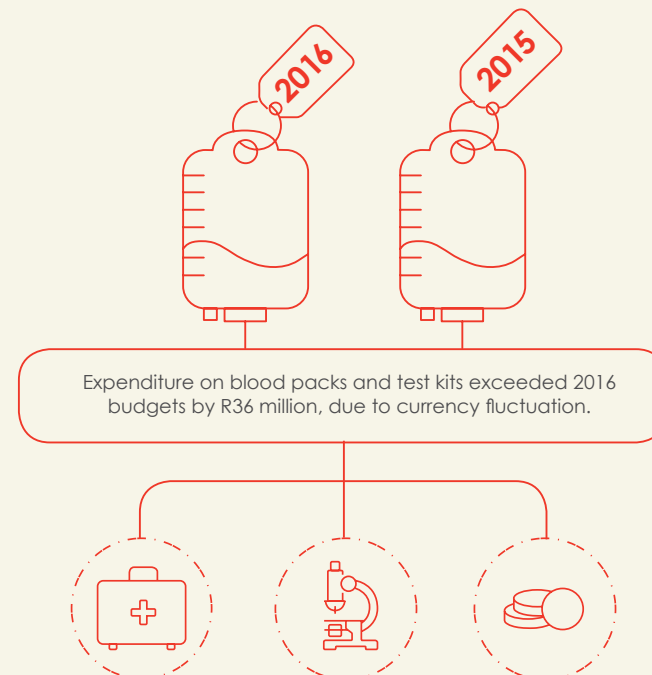 2016
2015
Expenditure on blood packs and test kits exceeded 2016
budgets by R36 million, due to currency fluctuation.